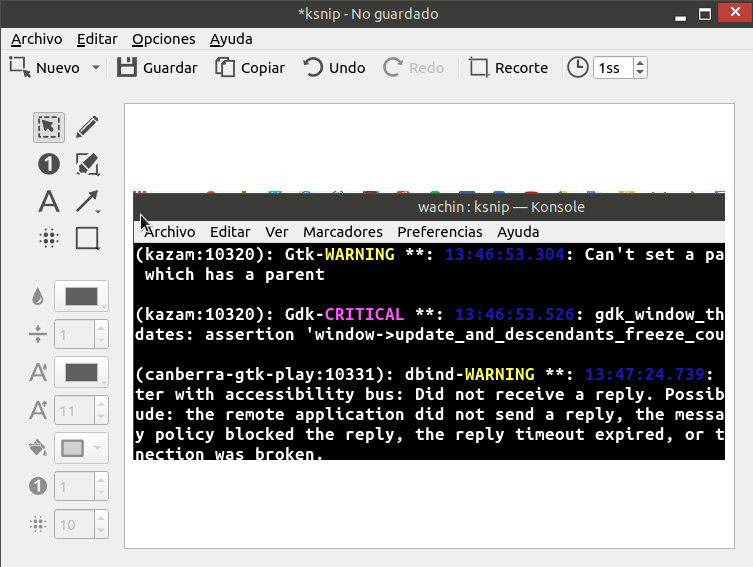 *ksnip - No guardado
Archivo Editar Opciones Ayuda
Nuevo Guardar Copiar Undo Redo Recorte 1ss
1
A
1
A
A 11
1 1
10
wachin : ksnip — Konsole
Archivo Editar Ver Marcadores Preferencias Ayuda
(kazam:10320): Gtk-WARNING **: 13:46:53.304: Can't set a pa
which has a parent
(kazam:10320): Gdk-CRITICAL **: 13:46:53.526: gdk_window_th
dates: assertion 'window->update_and_descendants_freeze_cou
(canberra-gtk-play:10331): dbind-WARNING **: 13:47:24.739:
ter with accessibility bus: Did not receive a reply. Possib
ude: the remote application did not send a reply, the messa
y policy blocked the reply, the reply timeout expired, or t
nection was broken.